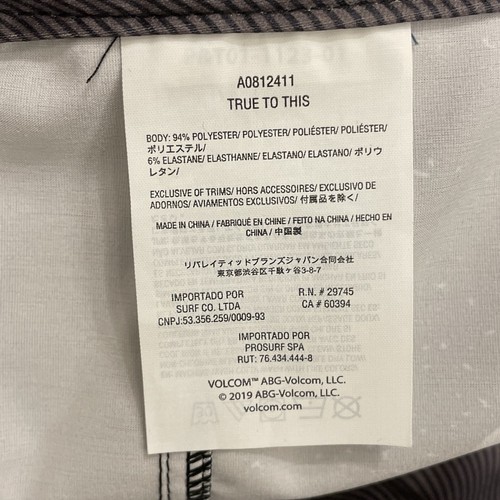 A0812411
TRUE TO THIS
BODY: 94% POLYESTER/ POLYESTER/ POLIÉSTER/ POLIÉSTER/
ポリエステル/
6% ELASTANE/ ELASTHANNE/ ELASTANO/ ELASTANO/ ポリウ
レタン/
EXCLUSIVE OF TRIMS/ HORS ACCESSOIRES/ EXCLUSIVO DE
ADORNOS/ AVIAMENTOS EXCLUSIVOS/ 付属品を除く/
MADE IN CHINA / FABRIQUÉ EN CHINE / FEITO NA CHINA / HECHO EN
CHINA / 中国製
リバレイティッドブランズジャパン合同会社
東京都渋谷区千駄ヶ谷3-8-7
IMPORTADO POR
SURF CO. LTDA
CNPJ:53.356.259/0009-93
R.N. # 29745
CA # 60394
IMPORTADO POR
PROSURF SPA
RUT: 76.434.444-8
VOLCOM™ ABG-Volcom, LLC.
© 2019 ABG-Volcom, LLC.
volcom.com